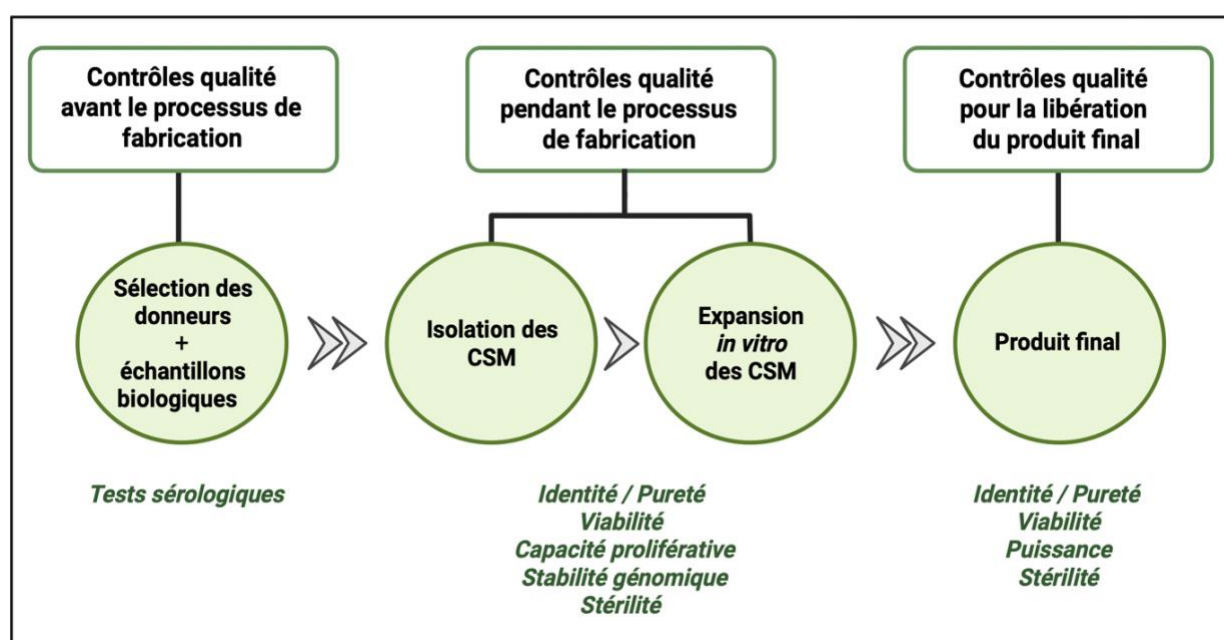 Contrôles qualité
avant le processus de
fabrication
Contrôles qualité
pendant le processus
de fabrication
Contrôles qualité
pour la libération
du produit final
Sélection des
donneurs
+
échantillons
biologiques
Isolation des
CSM
Expansion
in vitro
des CSM
Produit final
Tests sérologiques
Identité / Pureté
Viabilité
Capacité proliférative
Stabilité génomique
Stérilité
Identité / Pureté
Viabilité
Puissance
Stérilité